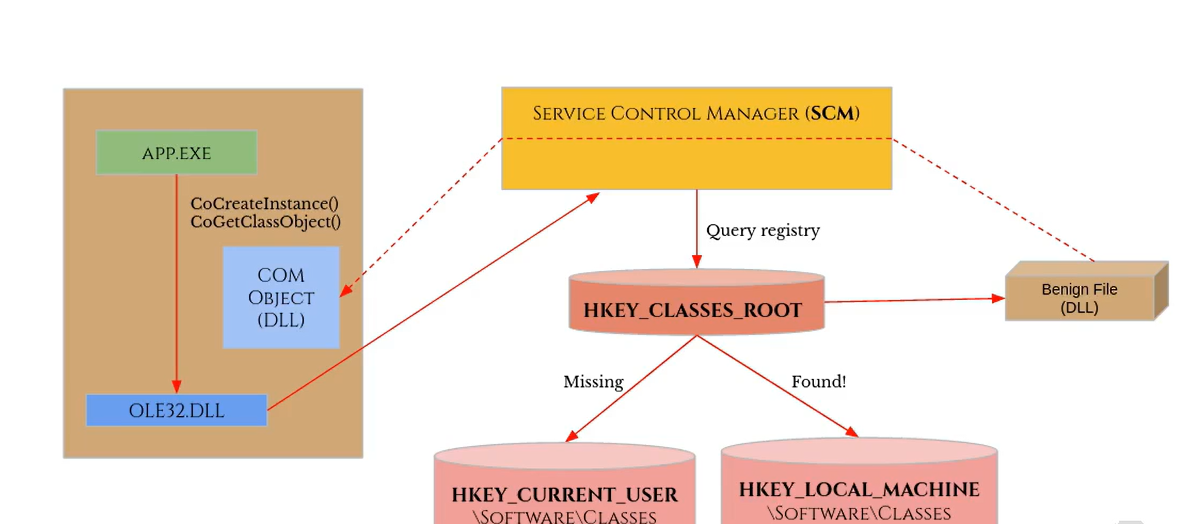 Service Control Manager (SCM)
APP.EXE
CoCreateInstance()
CoGetClassObject()
Query registry
COM
Object
(DLL)
Benign File
(DLL)
HKEY_CLASSES_ROOT
Missing
Found!
OLE32.DLL
HKEY_CURRENT_USER
\Software\Classes
HKEY_LOCAL_MACHINE
\Software\Classes